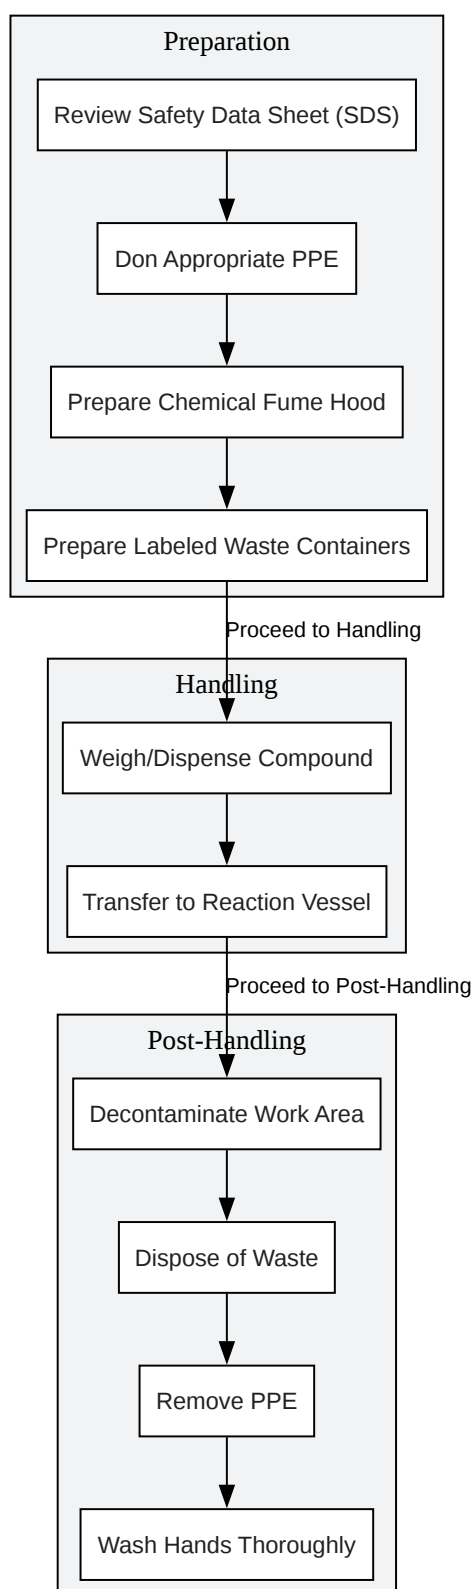 Preparation
Review Safety Data Sheet (SDS)
Don Appropriate PPE
Prepare Chemical Fume Hood
Prepare Labeled Waste Containers
Proceed to Handling
Handling
Weigh/Dispense Compound
Transfer to Reaction Vessel
Proceed to Post-Handling
Post-Handling
Decontaminate Work Area
Dispose of Waste
Remove PPE
Wash Hands Thoroughly